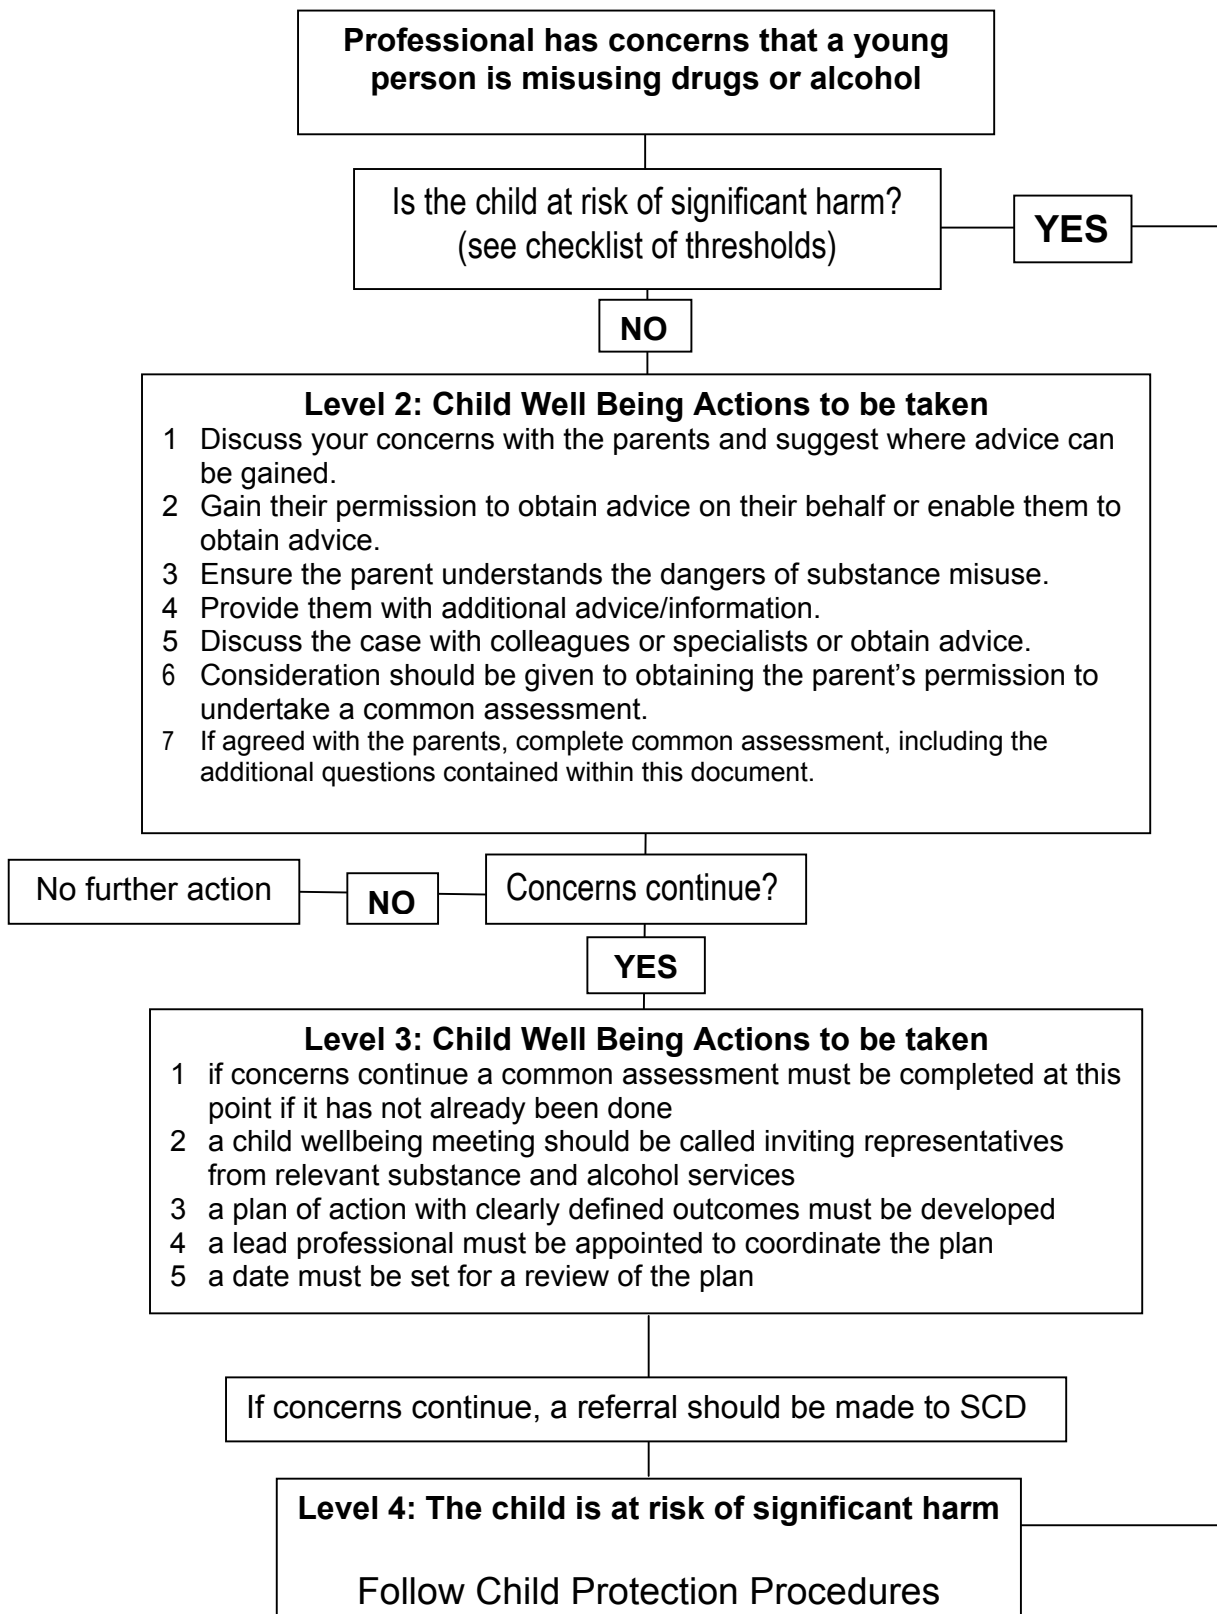 Professional has concerns that a young
person is misusing drugs or alcohol
Is the child at risk of significant harm?
(see checklist of thresholds)
YES
NO
Level 2: Child Well Being Actions to be taken
1 Discuss your concerns with the parents and suggest where advice can
be gained.
2 Gain their permission to obtain advice on their behalf or enable them to
obtain advice.
3 Ensure the parent understands the dangers of substance misuse.
4 Provide them with additional advice/information.
5 Discuss the case with colleagues or specialists or obtain advice.
6 Consideration should be given to obtaining the parent's permission to
undertake a common assessment.
7 If agreed with the parents, complete common assessment, including the
additional questions contained within this document.
No further action
NO
Concerns continue?
YES
Level 3: Child Well Being Actions to be taken
1 if concerns continue a common assessment must be completed at this
point if it has not already been done
2 a child wellbeing meeting should be called inviting representatives
from relevant substance and alcohol services
3 a plan of action with clearly defined outcomes must be developed
4 a lead professional must be appointed to coordinate the plan
5 a date must be set for a review of the plan
If concerns continue, a referral should be made to SCD
Level 4: The child is at risk of significant harm
Follow Child Protection Procedures